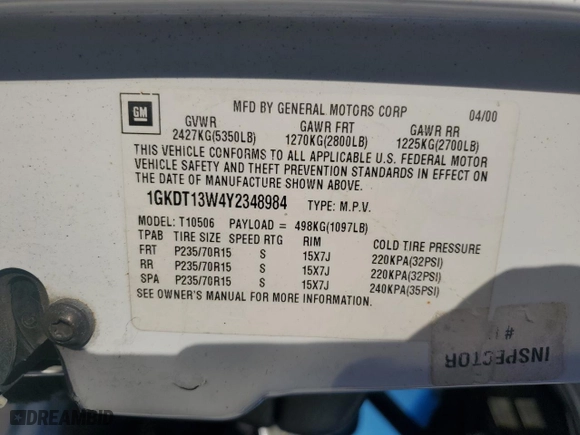 GM
MFD BY GENERAL MOTORS CORP 04/00
GVWR GAWR FRT GAWR RR
2427KG(5350LB) 1270KG(2800LB) 1225KG(2700LB)
THIS VEHICLE CONFORMS TO ALL APPLICABLE U.S. FEDERAL MOTOR
VEHICLE SAFETY AND THEFT PREVENTION STANDARDS IN EFFECT ON
THE DATE OF MANUFACTURE SHOWN ABOVE.
1GKDT13W4Y2348984 TYPE: M.P.V.
MODEL: T10506 PAYLOAD = 498KG(1097LB)
TPAB TIRE SIZE SPEED RTG RIM COLD TIRE PRESSURE
FRT P235/70R15 S 15X7J 220KPA(32PSI)
RR P235/70R15 S 15X7J 220KPA(32PSI)
SPA P235/70R15 S 15X7J 240KPA(35PSI)
SEE OWNER'S MANUAL FOR MORE INFORMATION.
INSPECTOR
#
DREAMBID